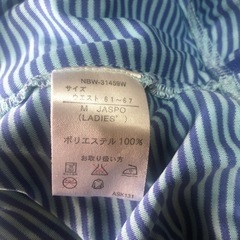 NBW-31459W
サイズ
ウエスト 61～67
M JASPO
(LADIES')
ポリエステル100%
お取り扱い方
ASK131